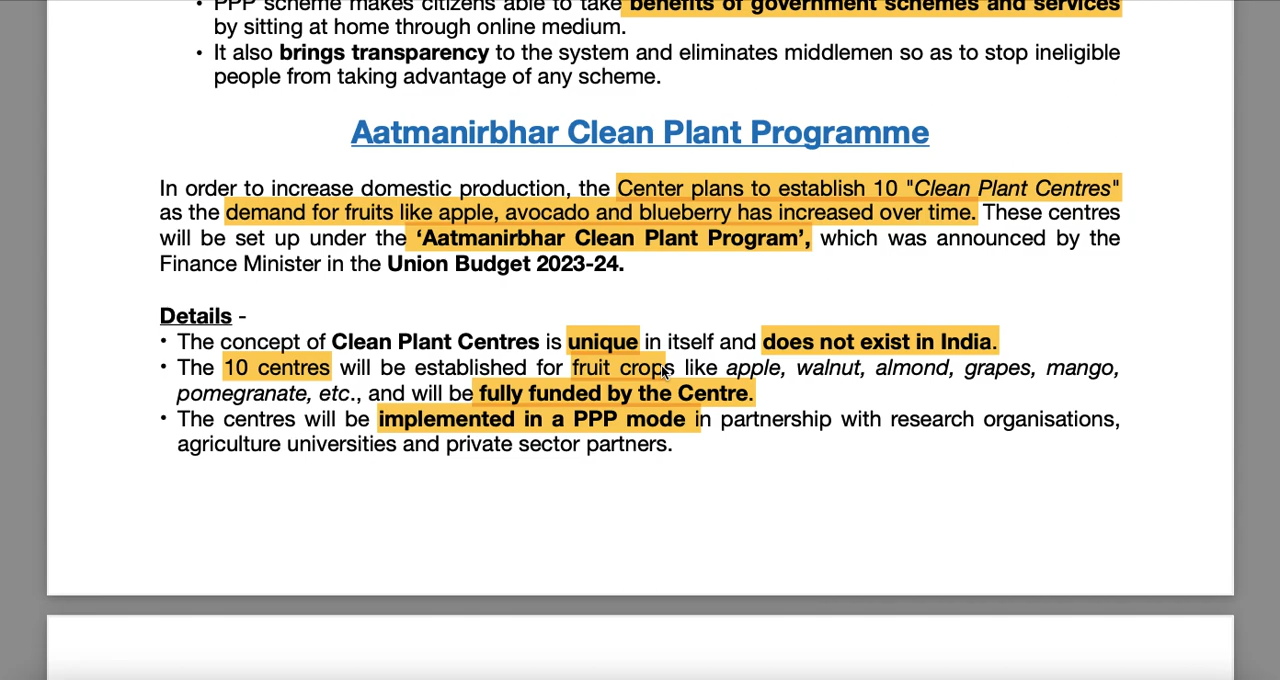 • PPP scheme makes citizens able to take benefits of government schemes and services
by sitting at home through online medium.
• It also brings transparency to the system and eliminates middlemen so as to stop ineligible
people from taking advantage of any scheme.
Aatmanirbhar Clean Plant Programme
In order to increase domestic production, the Center plans to establish 10 "Clean Plant Centres"
as the demand for fruits like apple, avocado and blueberry has increased over time. These centres
will be set up under the ‘Aatmanirbhar Clean Plant Program’, which was announced by the
Finance Minister in the Union Budget 2023-24.
Details -
• The concept of Clean Plant Centres is unique in itself and does not exist in India.
• The 10 centres will be established for fruit crops like apple, walnut, almond, grapes, mango,
pomegranate, etc., and will be fully funded by the Centre.
• The centres will be implemented in a PPP mode in partnership with research organisations,
agriculture universities and private sector partners.